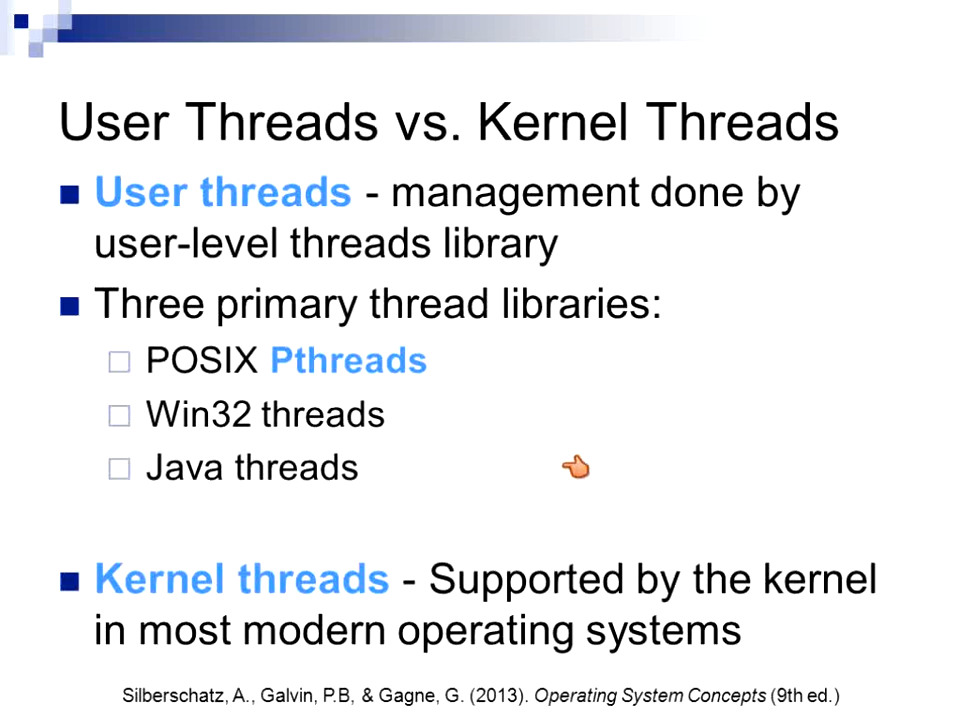 User Threads vs. Kernel Threads
User threads - management done by
user-level threads library
Three primary thread libraries:
POSIX Pthreads
Win32 threads
Java threads
Kernel threads - Supported by the kernel
in most modern operating systems
Silberschatz, A., Galvin, P.B, & Gagne, G. (2013). Operating System Concepts (9th ed.)